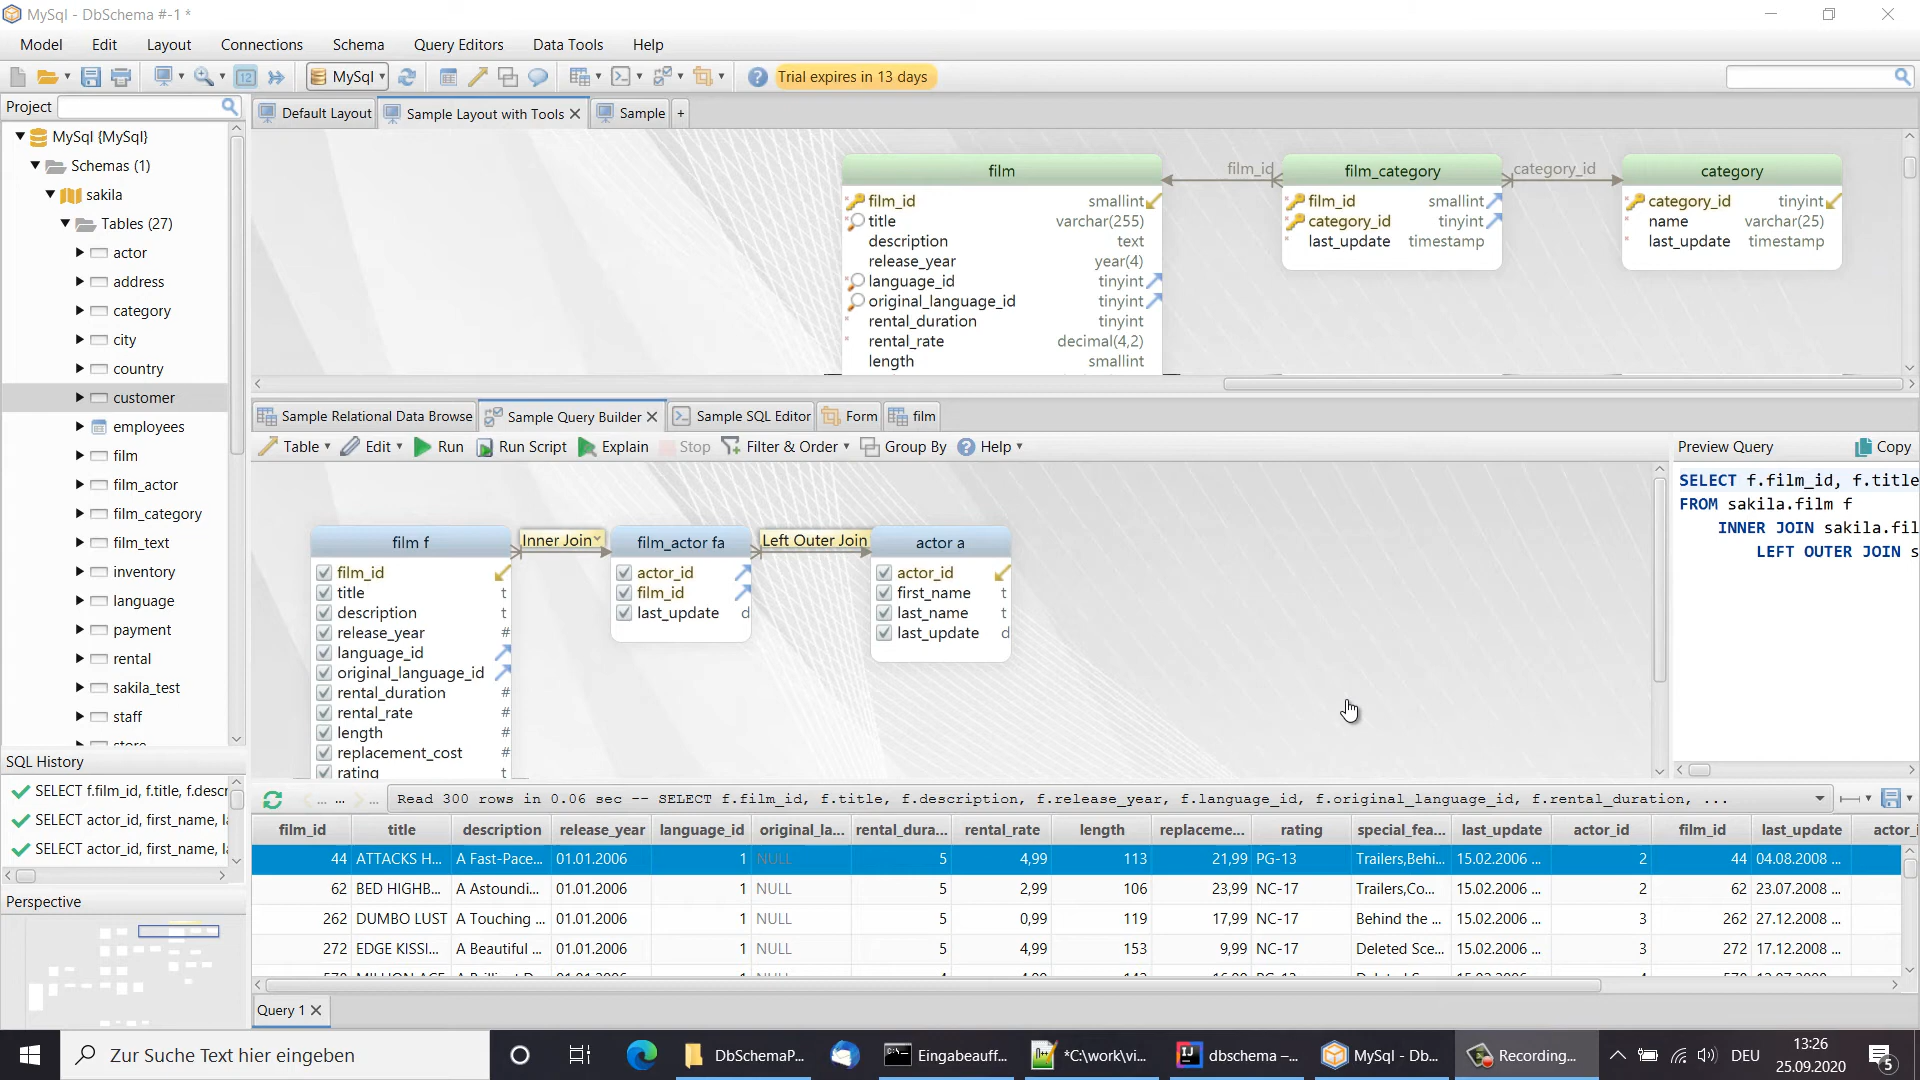 MySql - DbSchema #-1 *
Model Edit Layout Connections Schema Query Editors Data Tools Help
12 MySql Trial expires in 13 days
Project
Default Layout Sample Layout with Tools Sample +
MySql {MySql}
Schemas (1)
sakila
Tables (27)
actor
address
category
city
country
customer
employees
film
film_actor
film_category
film_text
inventory
language
payment
rental
sakila_test
staff
store
film
film_id smallint
title varchar(255)
description text
release_year year(4)
language_id tinyint
original_language_id tinyint
rental_duration tinyint
rental_rate decimal(4,2)
length smallint
film_id
film_category
film_id smallint
category_id tinyint
last_update timestamp
category_id
category
category_id tinyint
name varchar(25)
last_update timestamp
Sample Relational Data Browse Sample Query Builder Sample SQL Editor Form film
Table Edit Run Run Script Explain Stop Filter & Order Group By Help
Preview Query Copy
SELECT f.film_id, f.title
FROM sakila.film f
INNER JOIN sakila.fil
LEFT OUTER JOIN s
film f
film_id
title t
description t
release_year #
language_id
original_language_id
rental_duration #
rental_rate #
length #
replacement_cost #
rating t
Inner Join
film_actor fa
actor_id
film_id
last_update d
Left Outer Join
actor a
actor_id
first_name t
last_name t
last_update d
SQL History
SELECT f.film_id, f.title, f.descr
SELECT actor_id, first_name, l
SELECT actor_id, first_name, l
Perspective
... ... ... Read 300 rows in 0.06 sec -- SELECT f.film_id, f.title, f.description, f.release_year, f.language_id, f.original_language_id, f.rental_duration, ...
film_id title description release_year language_id original_la... rental_dura... rental_rate length replaceme... rating special_fea... last_update actor_id film_id last_update actor_i
44 ATTACKS H... A Fast-Pace... 01.01.2006 1 NULL 5 4,99 113 21,99 PG-13 Trailers,Behi... 15.02.2006 ... 2 44 04.08.2008 ...
62 BED HIGHB... A Astoundi... 01.01.2006 1 NULL 5 2,99 106 23,99 NC-17 Trailers,Co... 15.02.2006 ... 2 62 23.07.2008 ...
262 DUMBO LUST A Touching ... 01.01.2006 1 NULL 5 0,99 119 17,99 NC-17 Behind the ... 15.02.2006 ... 3 262 27.12.2008 ...
272 EDGE KISSI... A Beautiful ... 01.01.2006 1 NULL 5 4,99 153 9,99 NC-17 Deleted Sce... 15.02.2006 ... 3 272 17.12.2008 ...
Query 1
Zur Suche Text hier eingeben
DbSchemaP... Eingabeauff... *C:\work\vi... dbschema –... MySql - Db... Recording... DEU
13:26
25.09.2020
5